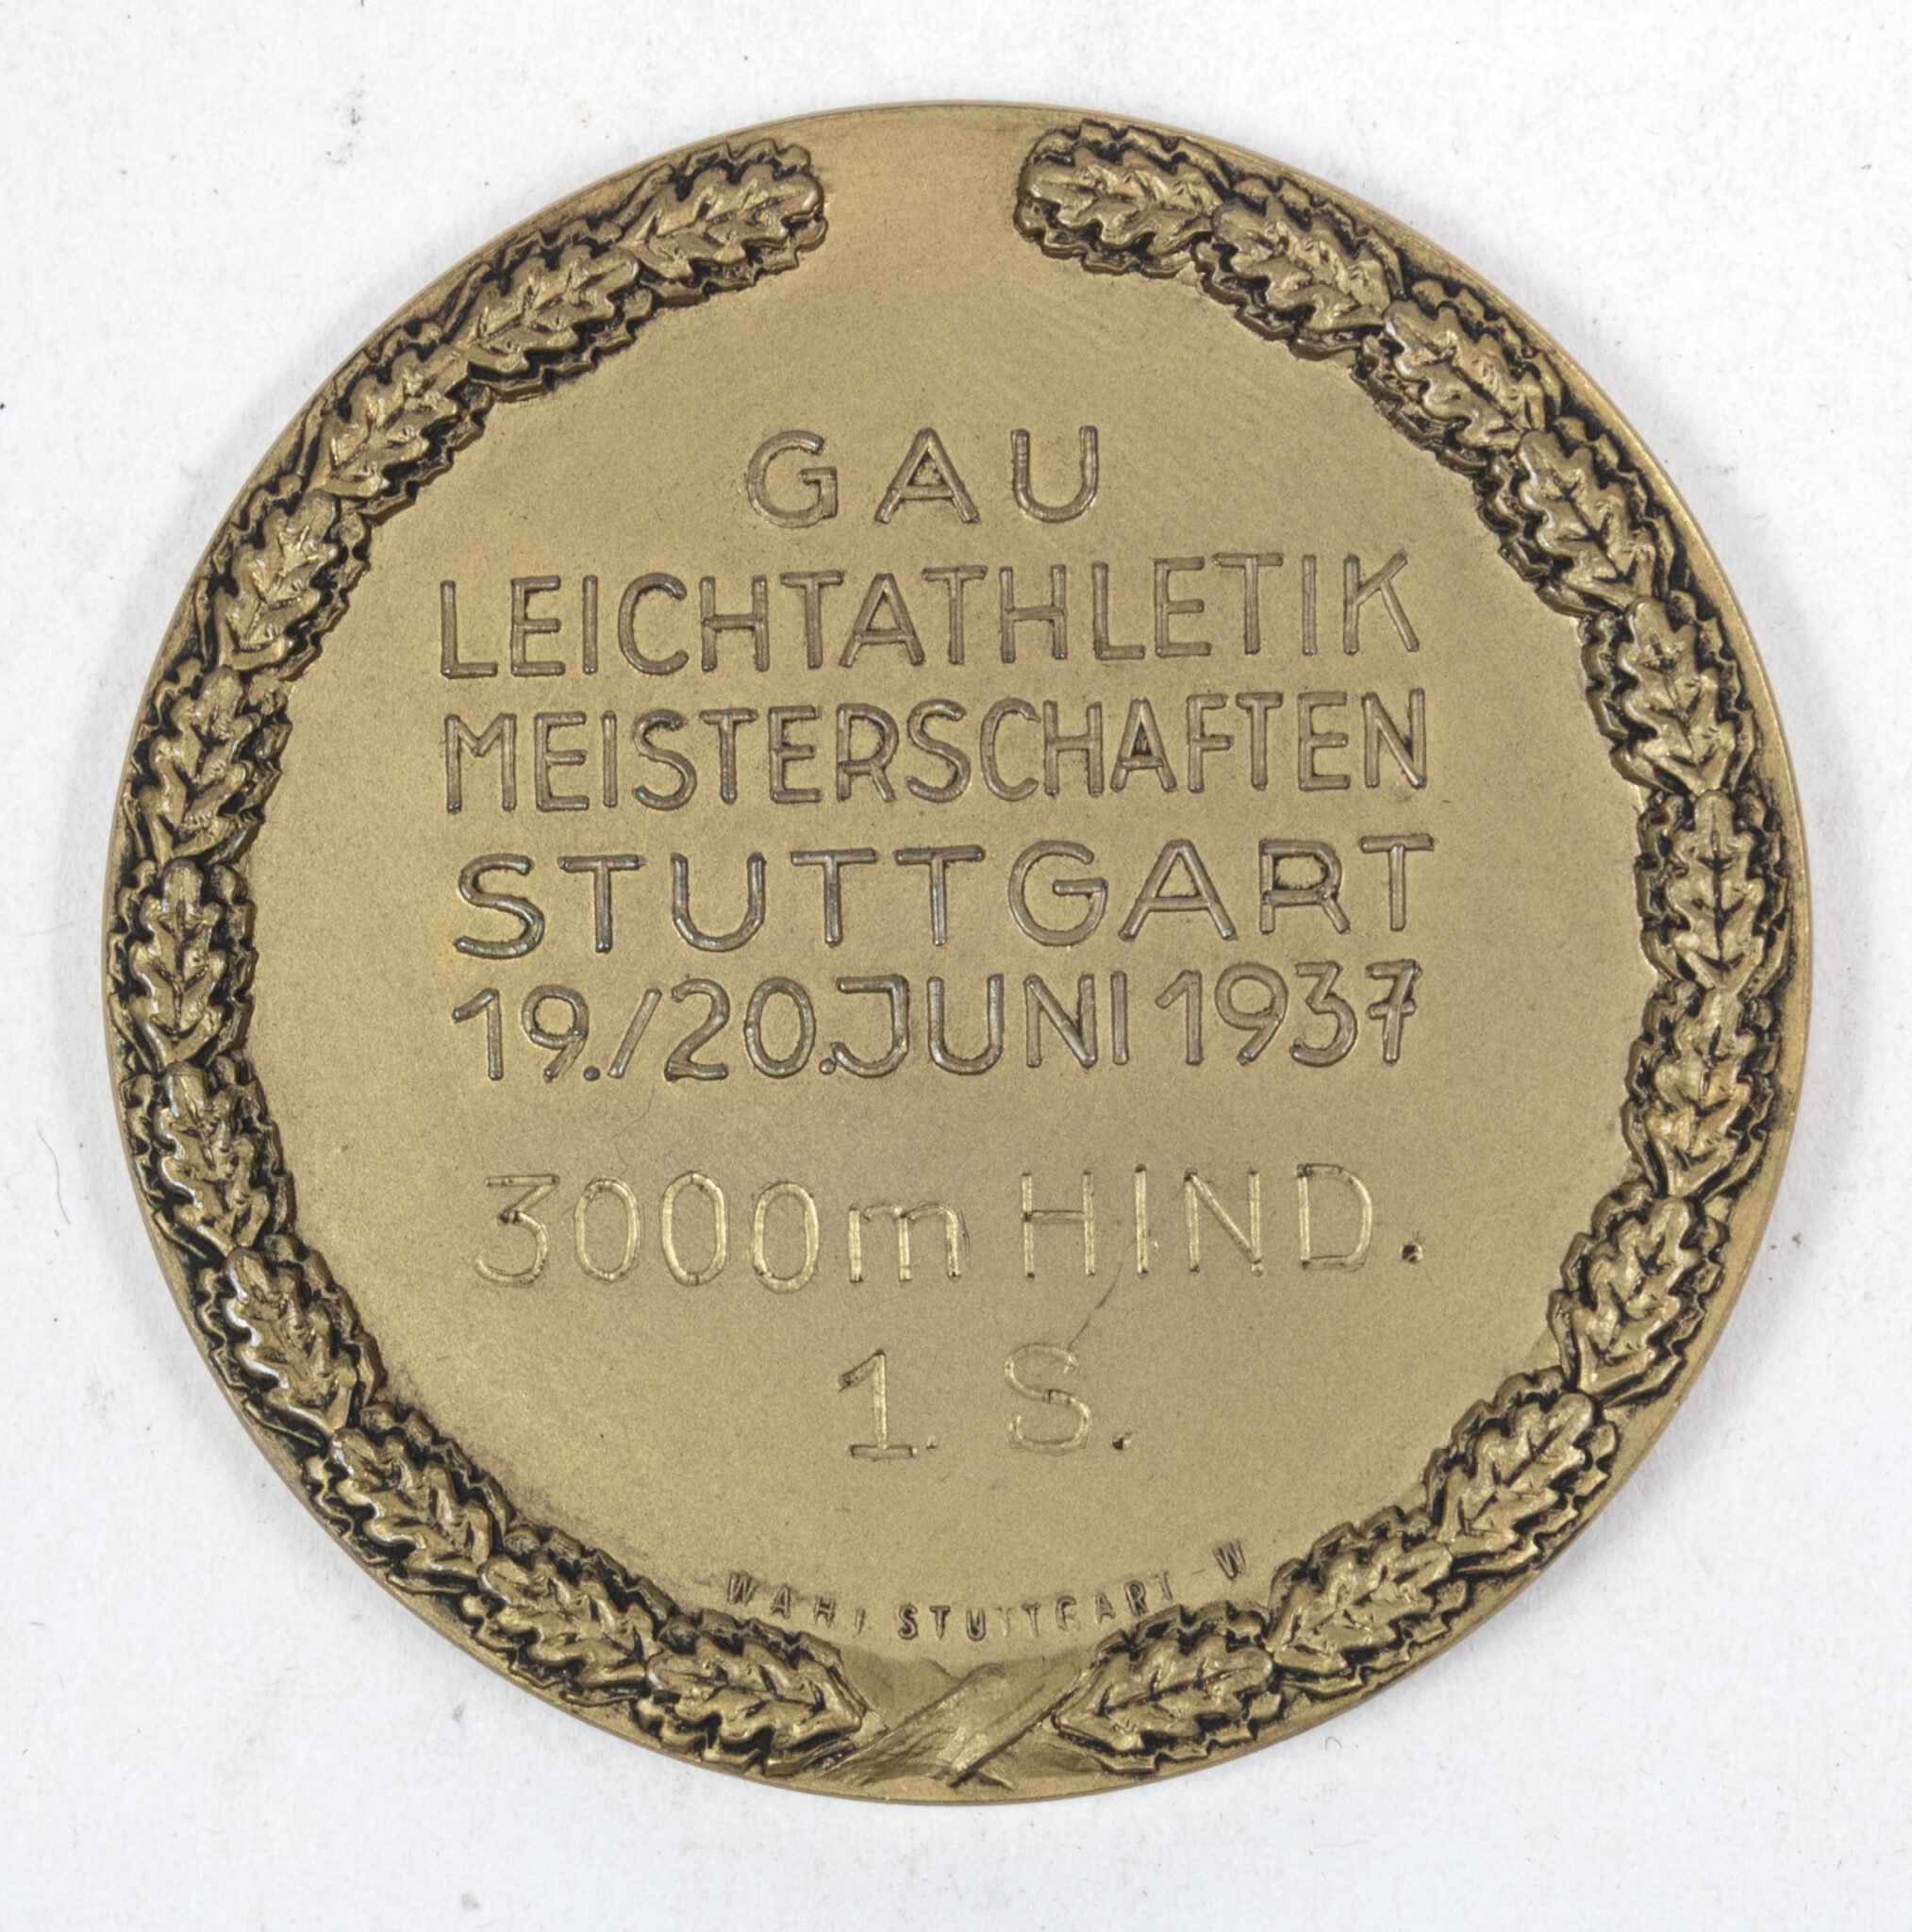 GAU
LEICHTATHLETIK
MEISTERSCHAFTEN
STUTTGART
19./20.JUNI 1937
3000m HIND.
1. S.
STUTTGART - W